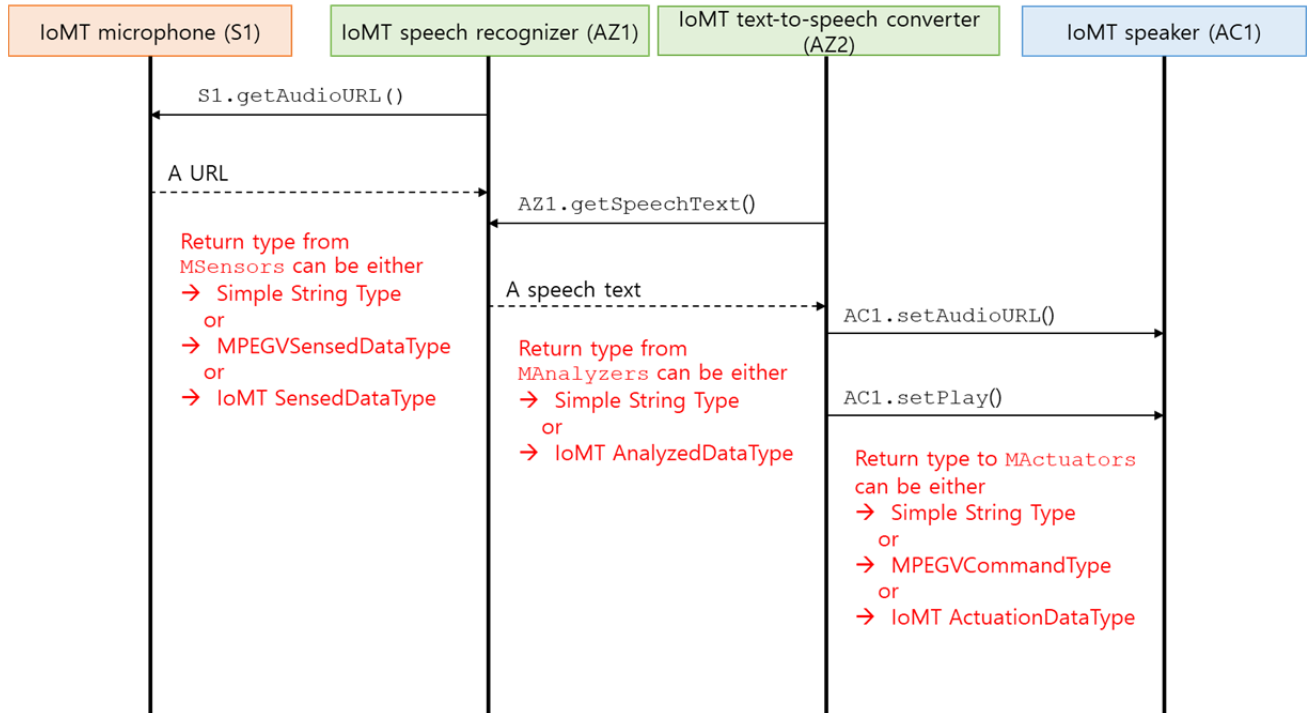 IoMT microphone (S1)
IoMT speech recognizer (AZ1)
IoMT text-to-speech converter
(AZ2)
IoMT speaker (AC1)
S1.getAudioURL()
A URL
AZ1.getSpeechText()
Return type from
MSensors can be either
→ Simple String Type
or
→ MPEGVSensedDataType
or
→ IoMT SensedDataType
A speech text
AC1.setAudioURL()
Return type from
MAnalyzers can be either
→ Simple String Type
or
→ IoMT AnalyzedDataType
AC1.setPlay()
Return type to MActuators
can be either
→ Simple String Type
or
→ MPEGVCommandType
or
→ IoMT ActuationDataType